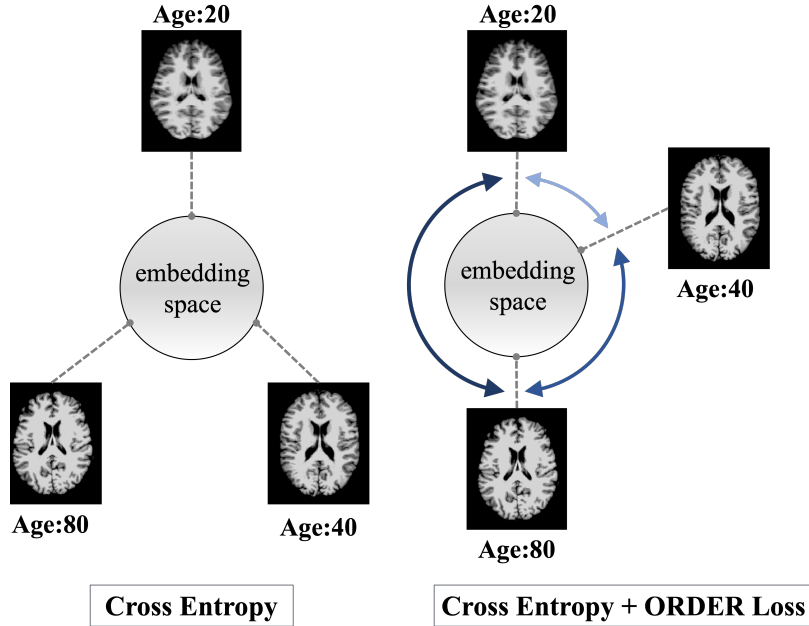 Age:20
embedding
space
Age:80
Age:40
Cross Entropy
Age:20
embedding
space
Age:40
Age:80
Cross Entropy + ORDER Loss